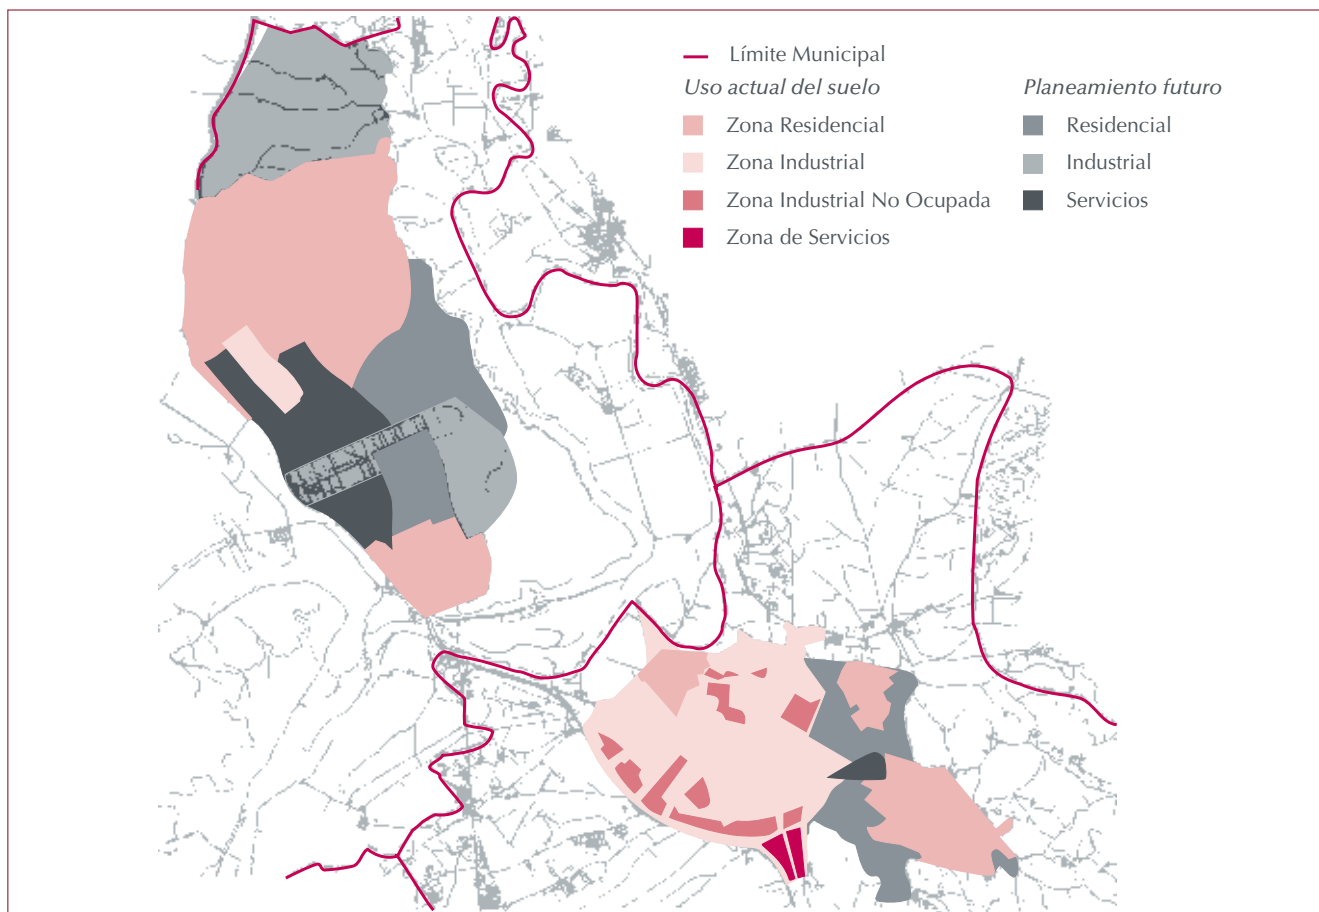 Límite Municipal
Uso actual del suelo
Zona Residencial
Zona Industrial
Zona Industrial No Ocupada
Zona de Servicios
Planeamiento futuro
Residencial
Industrial
Servicios